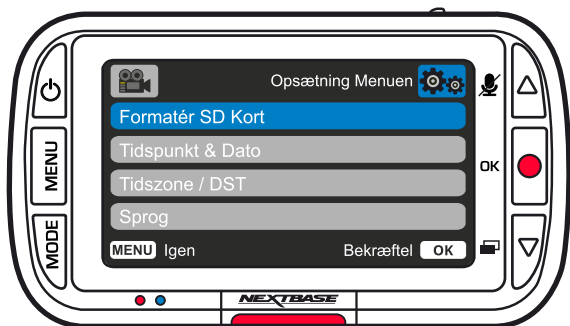 Opsætning Menuen
Formatér SD Kort
Tidspunkt & Dato
Tidszone / DST
Sprog
MENU Igen Bekræftel OK
MENU
MODE
OK
NEXTBASE